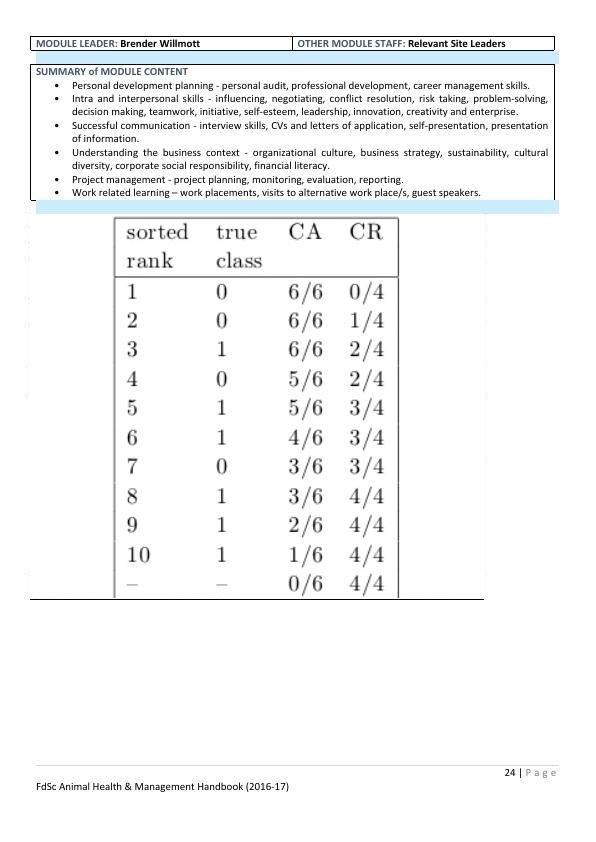 MODULE LEADER: Brender Willmott OTHER MODULE STAFF: Relevant Site Leaders
SUMMARY of MODULE CONTENT
• Personal development planning - personal audit, professional development, career management skills.
• Intra and interpersonal skills - influencing, negotiating, conflict resolution, risk taking, problem-solving,
decision making, teamwork, initiative, self-esteem, leadership, innovation, creativity and enterprise.
• Successful communication - interview skills, CVs and letters of application, self-presentation, presentation
of information.
• Understanding the business context - organizational culture, business strategy, sustainability, cultural
diversity, corporate social responsibility, financial literacy.
• Project management - project planning, monitoring, evaluation, reporting.
• Work related learning – work placements, visits to alternative work place/s, guest speakers.
sorted true CA CR
rank class
1 0 6/6 0/4
2 0 6/6 1/4
3 1 6/6 2/4
4 0 5/6 2/4
5 1 5/6 3/4
6 1 4/6 3/4
7 0 3/6 3/4
8 1 3/6 4/4
9 1 2/6 4/4
10 1 1/6 4/4
– – 0/6 4/4
24 | Page
FdSc Animal Health & Management Handbook (2016-17)